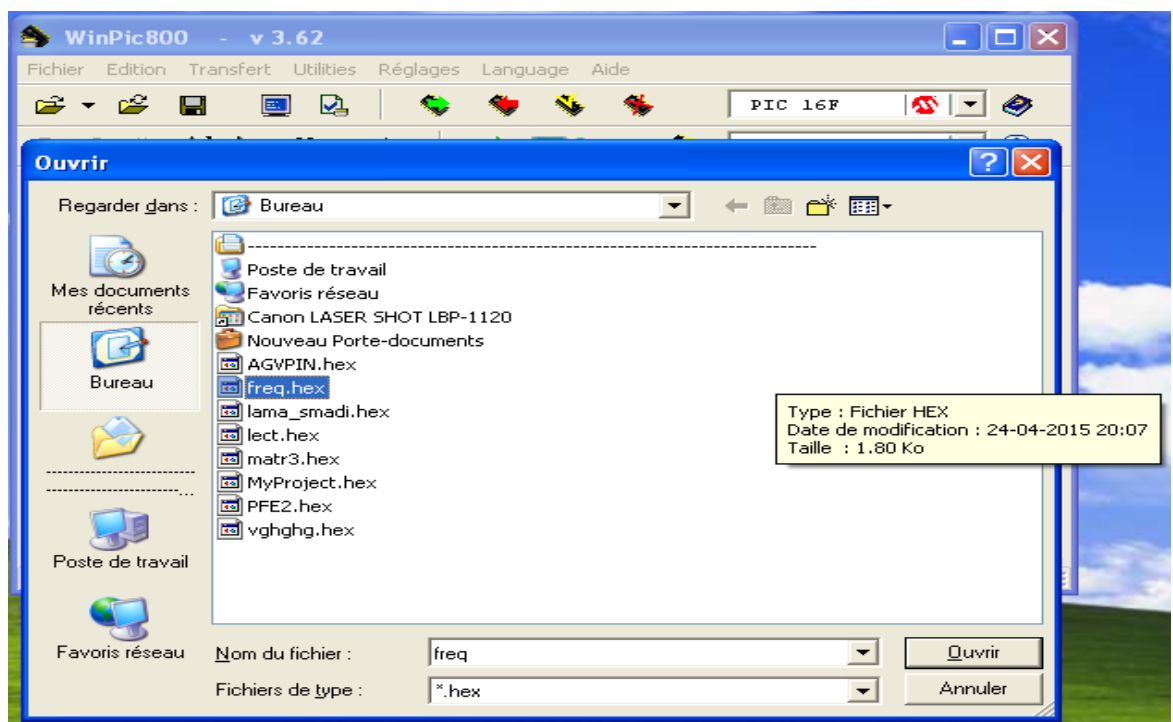 WinPic800 - v 3.62
Fichier Edition Transfert Utilities Réglages Language Aide
PIC 16F
Ouvrir
Regarder dans : Bureau
Mes documents récents
Bureau
Poste de travail
Favoris réseau
---------------------------------------------------------------------
Poste de travail
Favoris réseau
Canon LASER SHOT LBP-1120
Nouveau Porte-documents
AGVPIN.hex
freq.hex
lama_smadi.hex
lect.hex
matr3.hex
MyProject.hex
PFE2.hex
vghghg.hex
Type : Fichier HEX
Date de modification : 24-04-2015 20:07
Taille : 1.80 Ko
Nom du fichier : freq Ouvrir
Fichiers de type : *.hex Annuler